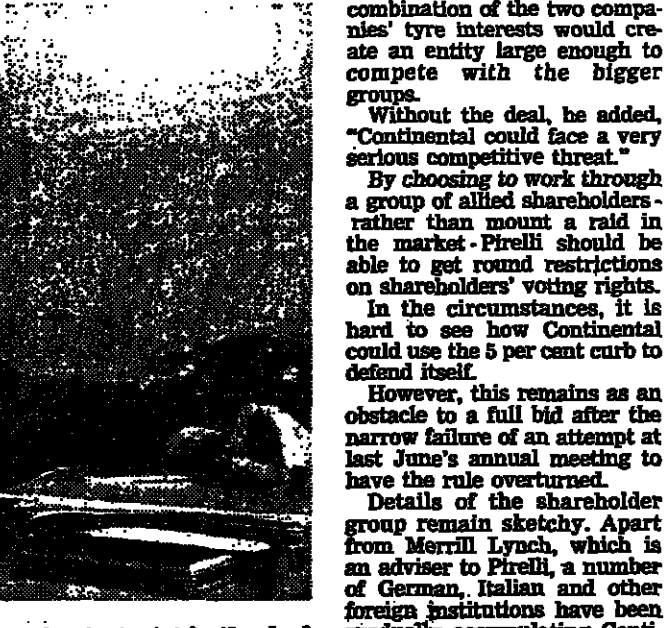 combination of the two compa-
nies' tyre interests would cre-
ate an entity large enough to
compete with the bigger
groups.
Without the deal, he added,
"Continental could face a very
serious competitive threat."
By choosing to work through
a group of allied shareholders -
rather than mount a raid in
the market - Pirelli should be
able to get round restrictions
on shareholders' voting rights.
In the circumstances, it is
hard to see how Continental
could use the 5 per cent curb to
defend itself.
However, this remains as an
obstacle to a full bid after the
narrow failure of an attempt at
last June's annual meeting to
have the rule overturned.
Details of the shareholder
group remain sketchy. Apart
from Merrill Lynch, which is
an adviser to Pirelli, a number
of German, Italian and other
foreign institutions have been